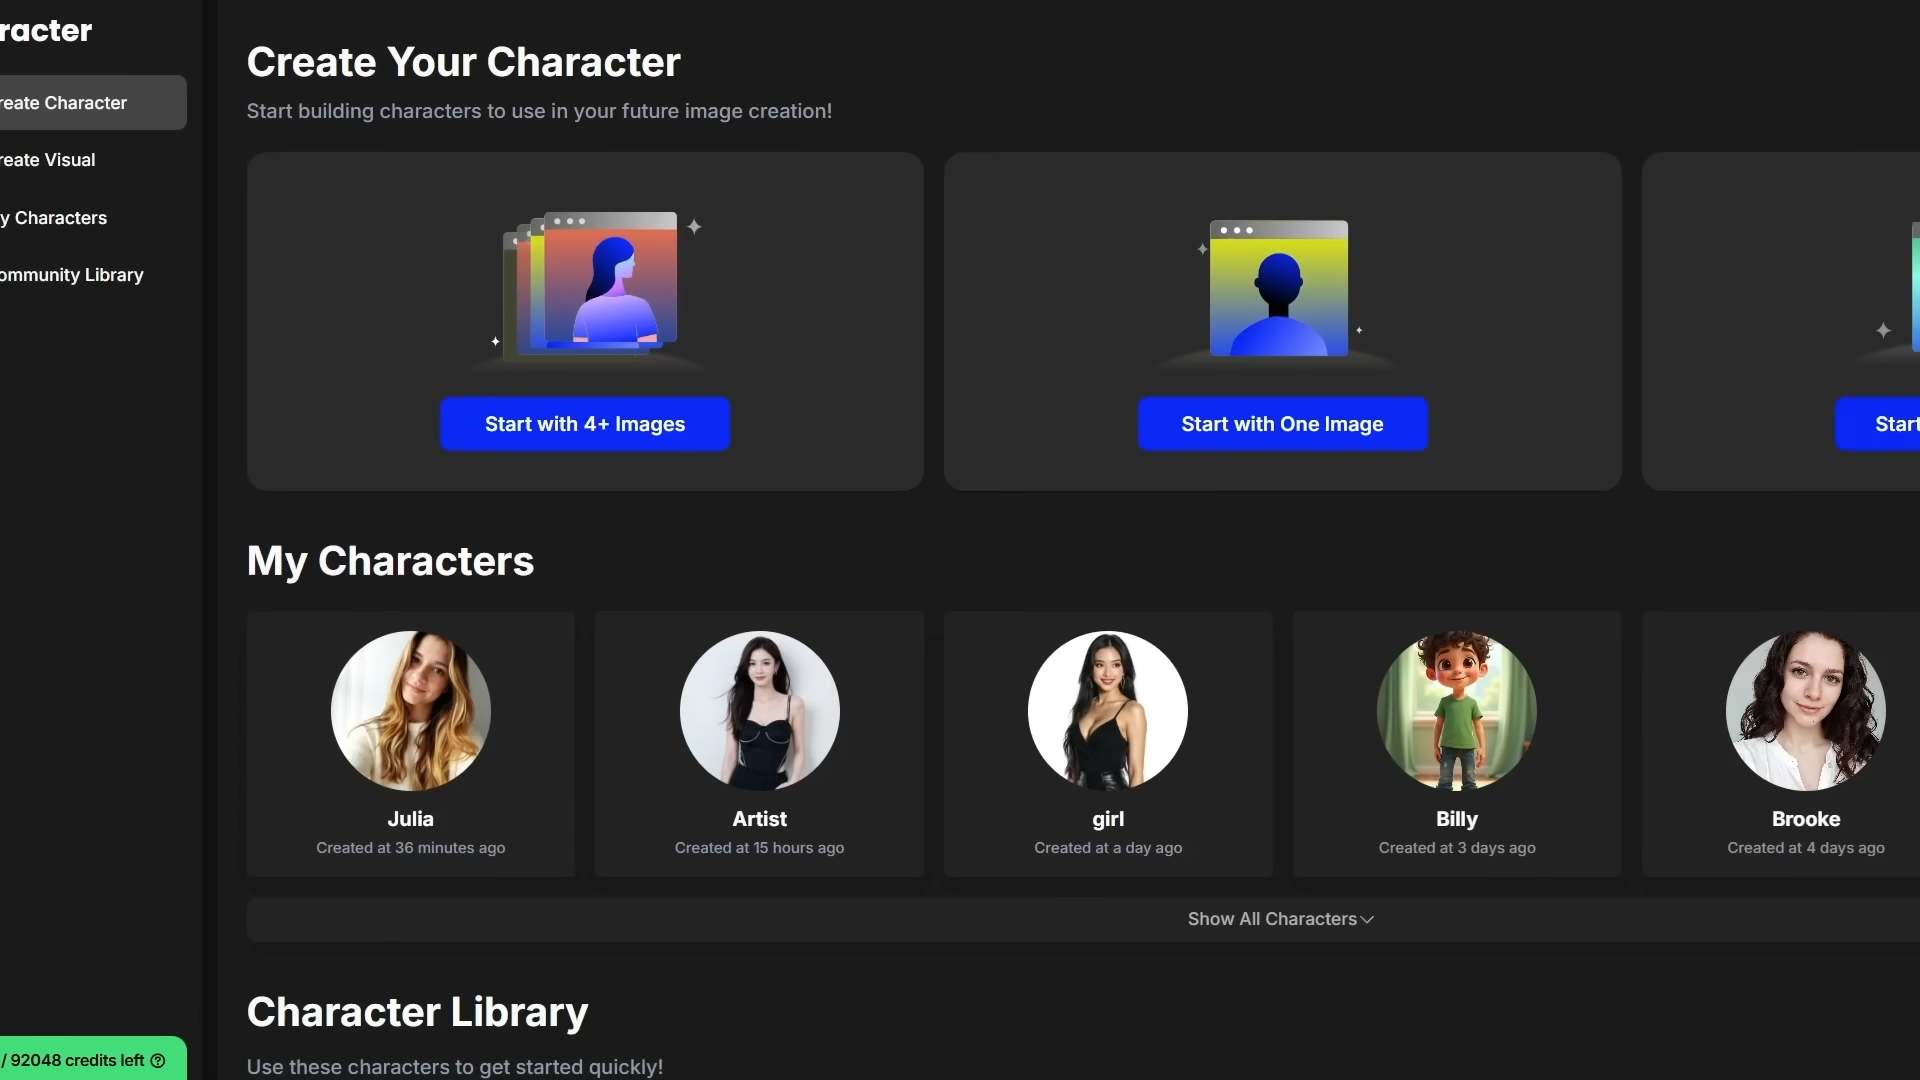 racter
reate Character
reate Visual
y Characters
ommunity Library
/ 92048 credits left
Create Your Character
Start building characters to use in your future image creation!
Start with 4+ Images
Start with One Image
Start
My Characters
Julia
Created at 36 minutes ago
Artist
Created at 15 hours ago
girl
Created at a day ago
Billy
Created at 3 days ago
Brooke
Created at 4 days ago
Show All Characters
Character Library
Use these characters to get started quickly!